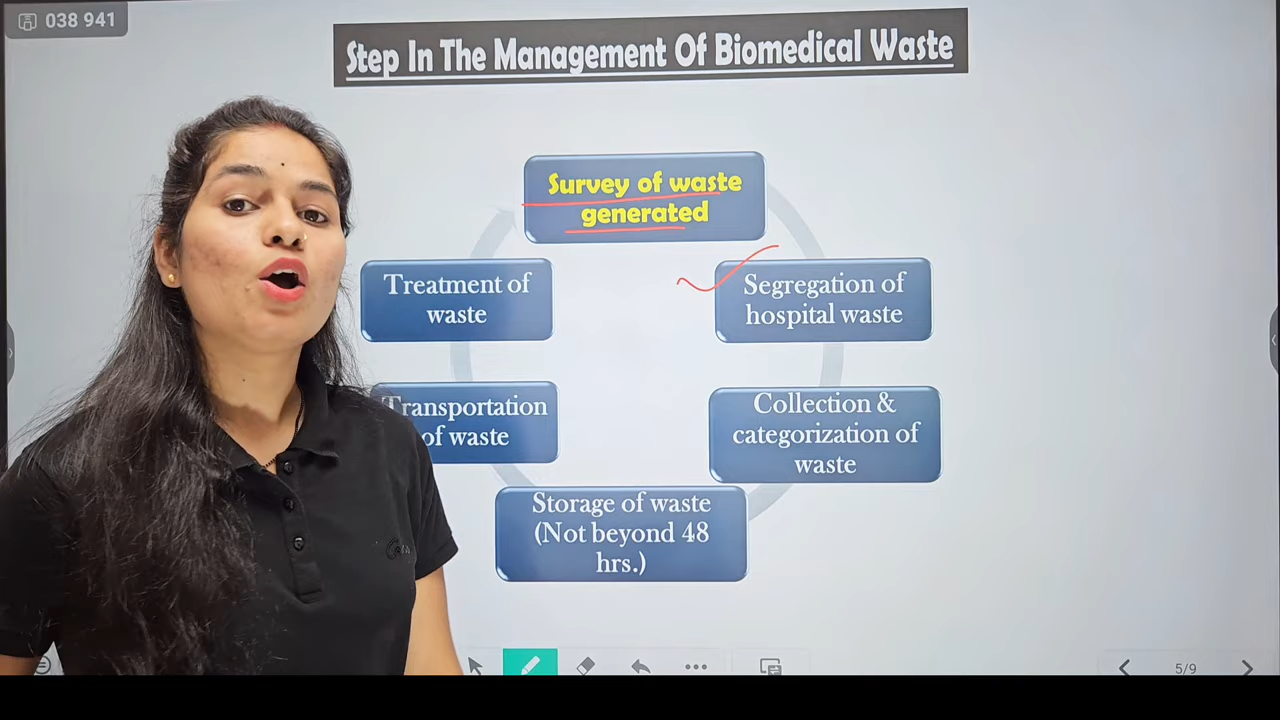 038 941
Step In The Management Of Biomedical Waste
Survey of waste
generated
Segregation of
hospital waste
Collection &
categorization of
waste
Storage of waste
(Not beyond 48
hrs.)
Transportation
of waste
Treatment of
waste
5/9